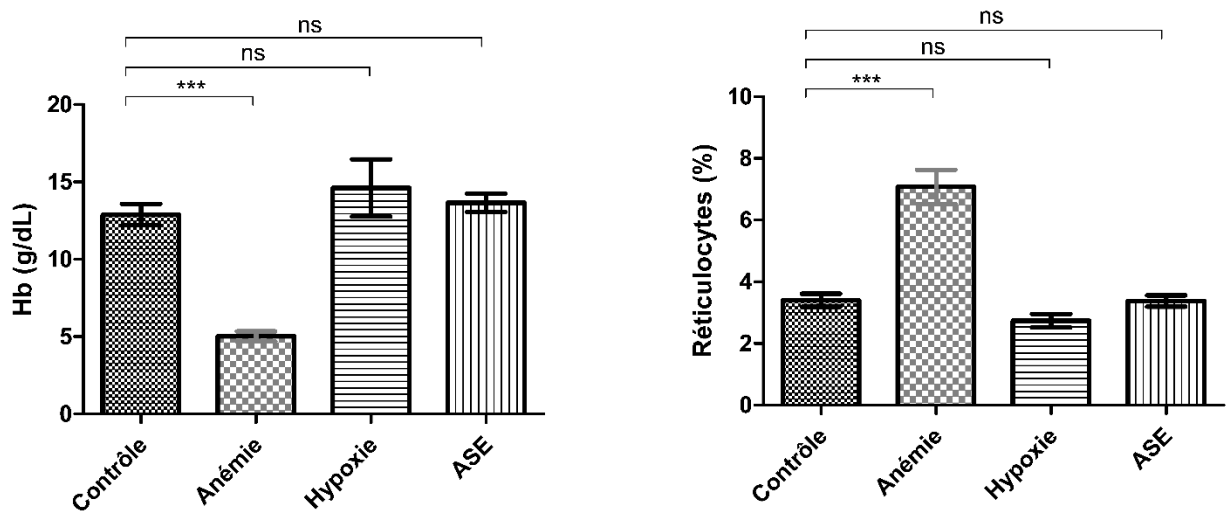 ns
ns
***
20
15
10
5
0
Hb (g/dL)
Contrôle
Anémie
Hypoxie
ASE
ns
ns
***
10
8
6
4
2
0
Réticulocytes (%)
Contrôle
Anémie
Hypoxie
ASE